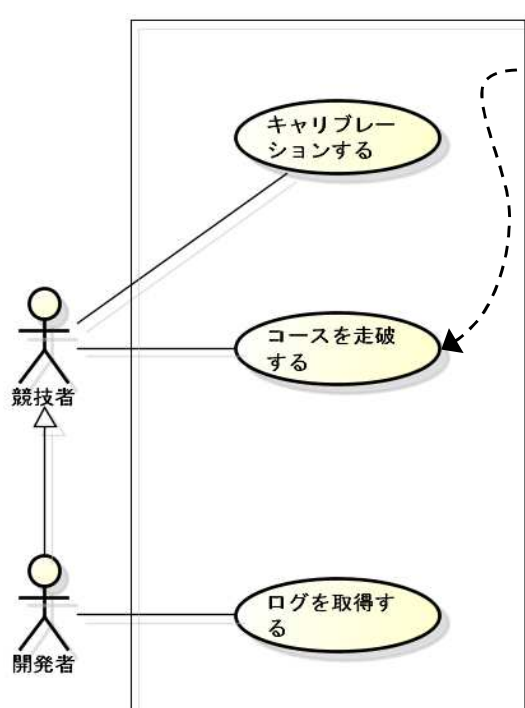 キャリブレー
ションする
コースを走破
する
競技者
ログを取得す
る
開発者